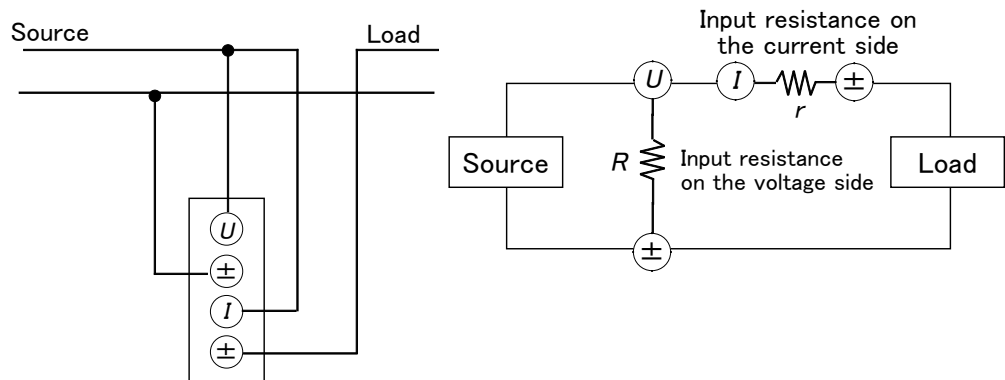 Source
Load
U
±
I
±
Input resistance on
the current side
U
I
±
r
Source
R
Input resistance
on the voltage side
Load
±